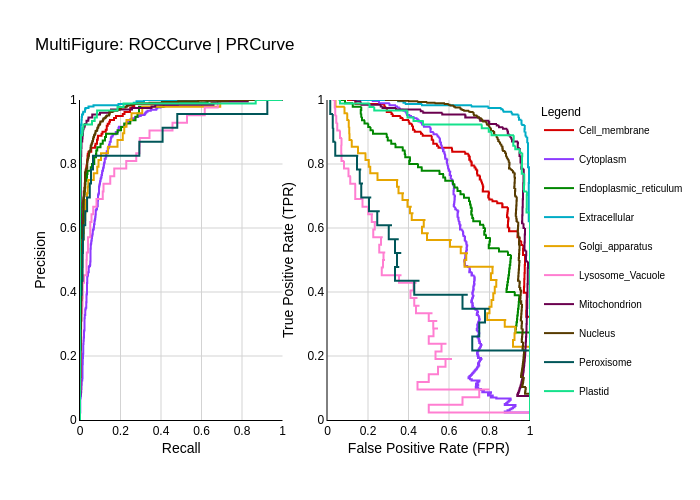 MultiFigure: ROCCurve | PRCurve
Precision
1
0.8
0.6
0.4
0.2
0
0 0.2 0.4 0.6 0.8 1
Recall
True Positive Rate (TPR)
1
0.8
0.6
0.4
0.2
0
0 0.2 0.4 0.6 0.8 1
False Positive Rate (FPR)
Legend
Cell_membrane
Cytoplasm
Endoplasmic_reticulum
Extracellular
Golgi_apparatus
Lysosome_Vacuole
Mitochondrion
Nucleus
Peroxisome
Plastid